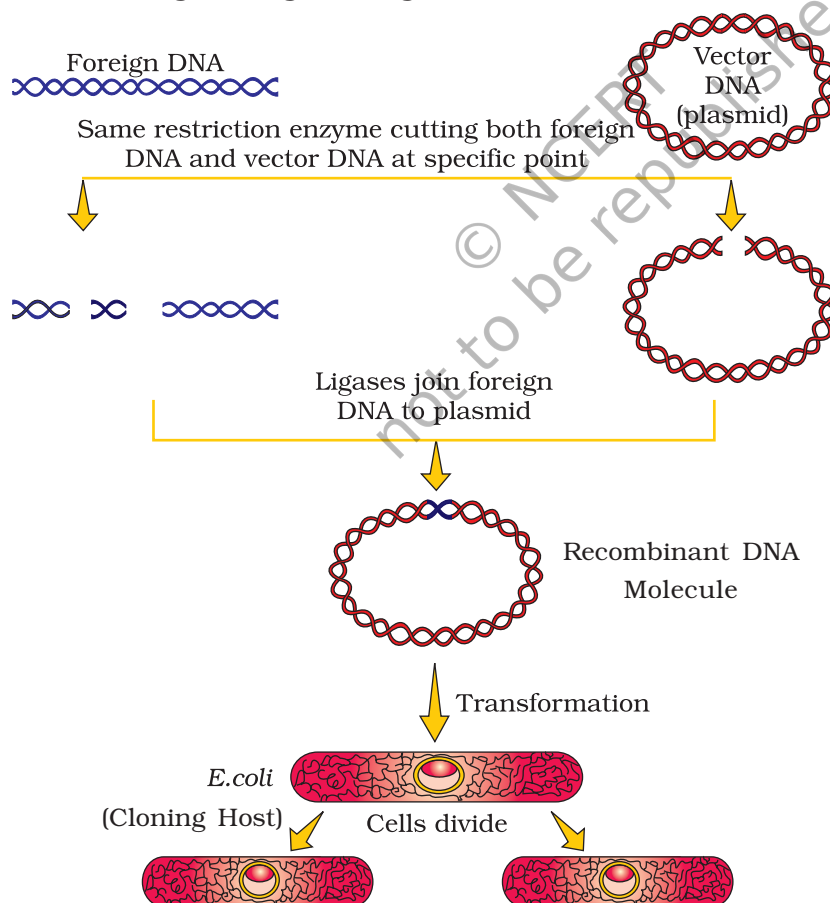 Foreign DNA
Vector
DNA
(plasmid)
Same restriction enzyme cutting both foreign
DNA and vector DNA at specific point
Ligases join foreign
DNA to plasmid
Recombinant DNA
Molecule
Transformation
E.coli
(Cloning Host)
Cells divide
© NCERT
not to be republishe